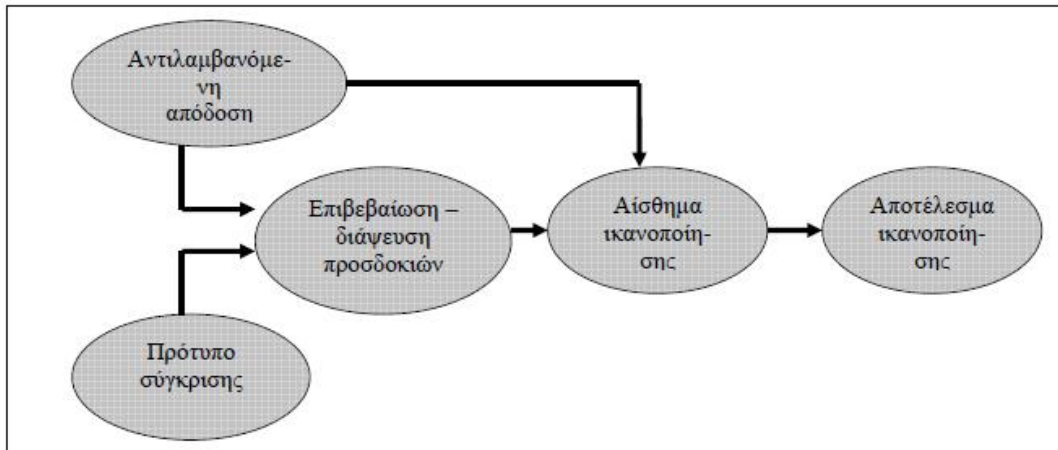 Αντιλαμβανόμε-
νη
απόδοση
Επιβεβαίωση –
διάψευση
προσδοκιών
Αίσθημα
ικανοποίη-
σης
Αποτέλεσμα
ικανοποίη-
σης
Πρότυπο
σύγκρισης